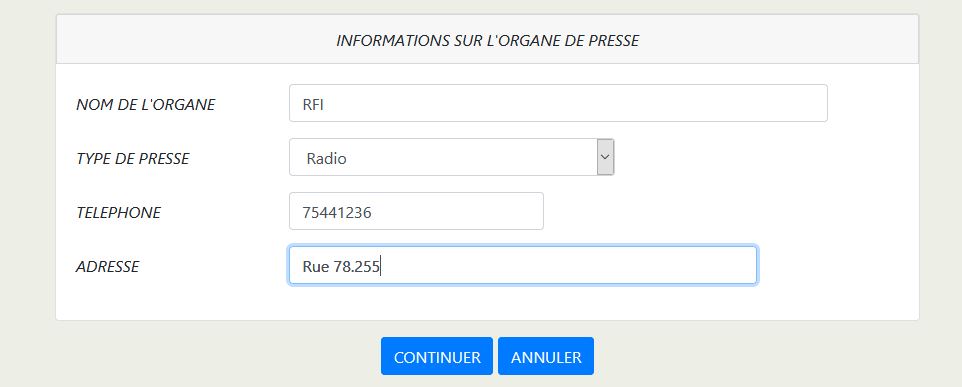 INFORMATIONS SUR L'ORGANE DE PRESSE
NOM DE L'ORGANE RFI
TYPE DE PRESSE Radio
TELEPHONE 75441236
ADRESSE Rue 78.255
CONTINUER ANNULER